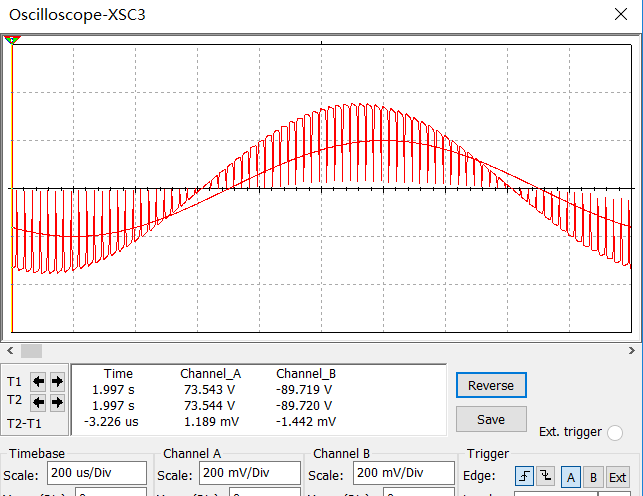 Oscilloscope-XSC3
Time Channel_A Channel_B
T1 1.997 s 73.543 V -89.719 V
T2 1.997 s 73.544 V -89.720 V
T2-T1 -3.226 us 1.189 mV -1.442 mV
Reverse
Save
Ext. trigger
Timebase Channel A Channel B Trigger
Scale: 200 us/Div Scale: 200 mV/Div Scale: 200 mV/Div Edge: A B Ext